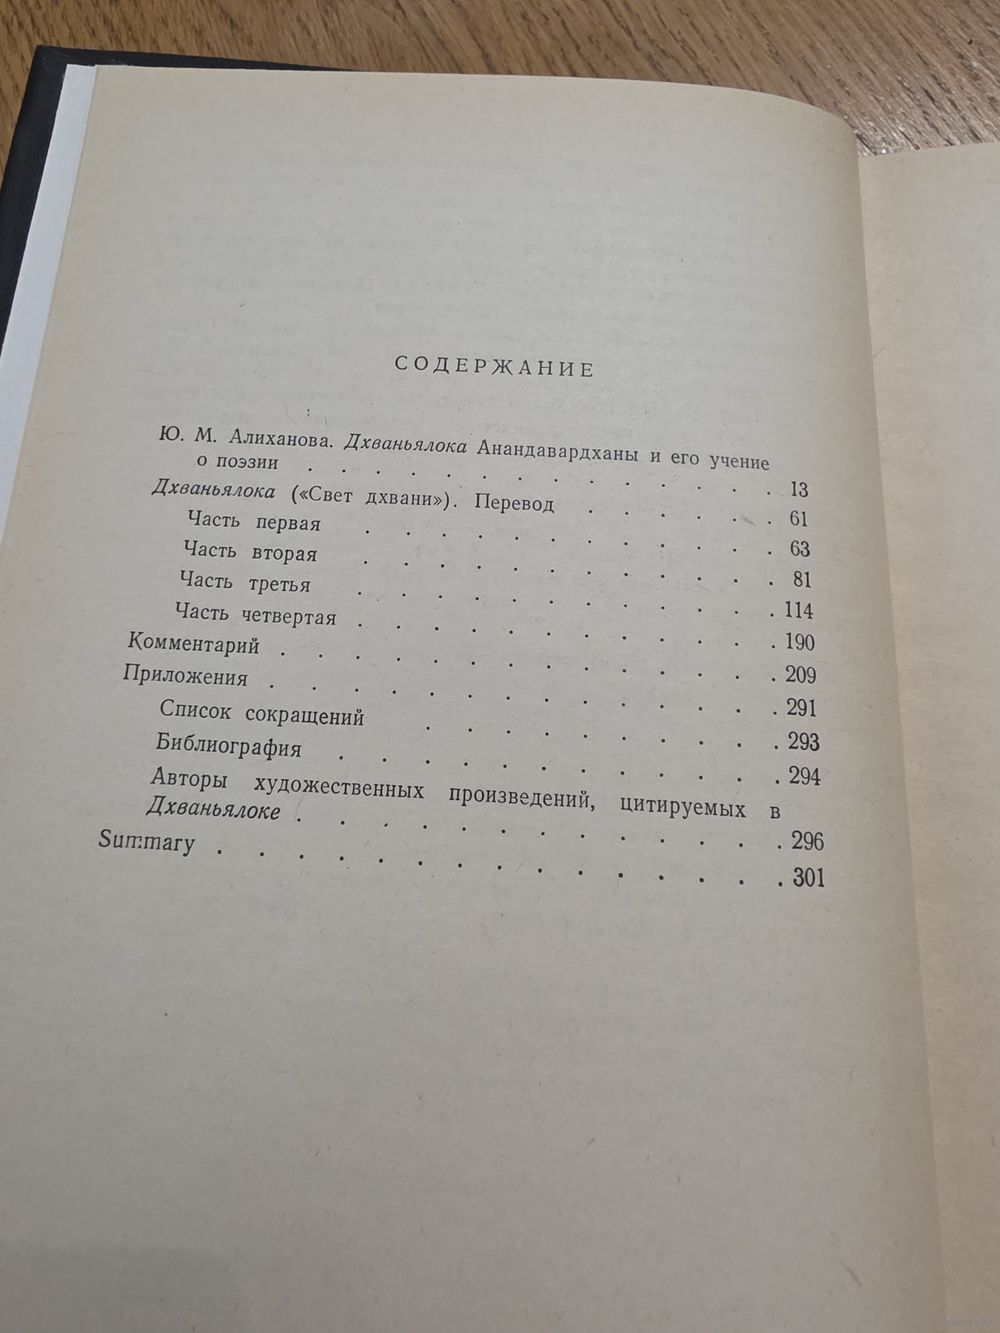 СОДЕРЖАНИЕ
Ю. М. Алиханова. Дхваньялока Анандавардханы и его учение
о поэзии . . . . . . . . . . . . . 13
Дхваньялока («Свет дхвани»). Перевод . . . . . . 61
Часть первая . . . . . . . . . . . 63
Часть вторая . . . . . . . . . . . 81
Часть третья . . . . . . . . . . . 114
Часть четвертая . . . . . . . . . . . 190
Комментарий . . . . . . . . . . . . . 209
Приложения . . . . . . . . . . . . . 291
Список сокращений . . . . . . . . . 293
Библиография . . . . . . . . . . . . 294
Авторы художественных произведений, цитируемых в
Дхваньялоке . . . . . . . . . . . . 296
Summary . . . . . . . . . . . . . . 301